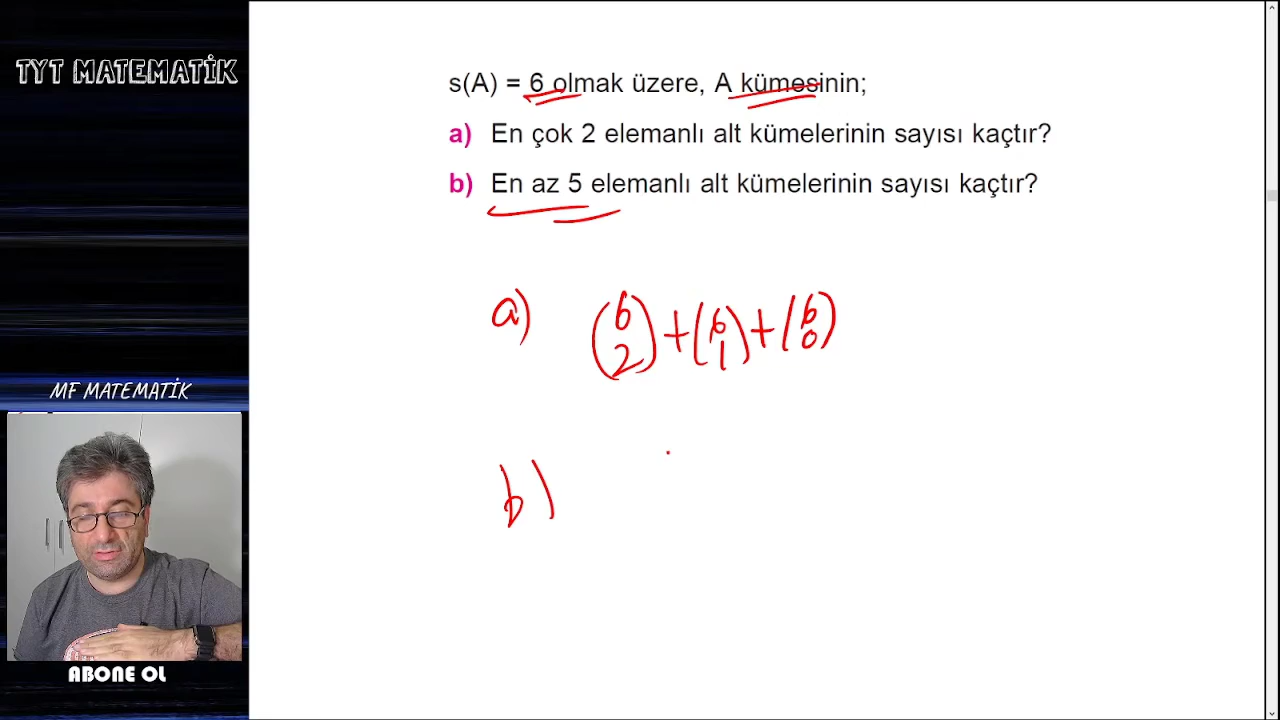 TYT MATEMATİK
s(A) = 6 olmak üzere, A kümesinin;
a) En çok 2 elemanlı alt kümelerinin sayısı kaçtır?
b) En az 5 elemanlı alt kümelerinin sayısı kaçtır?
a) (6 2) + (6 1) + (6 0)
b)
MF MATEMATİK
ABONE OL